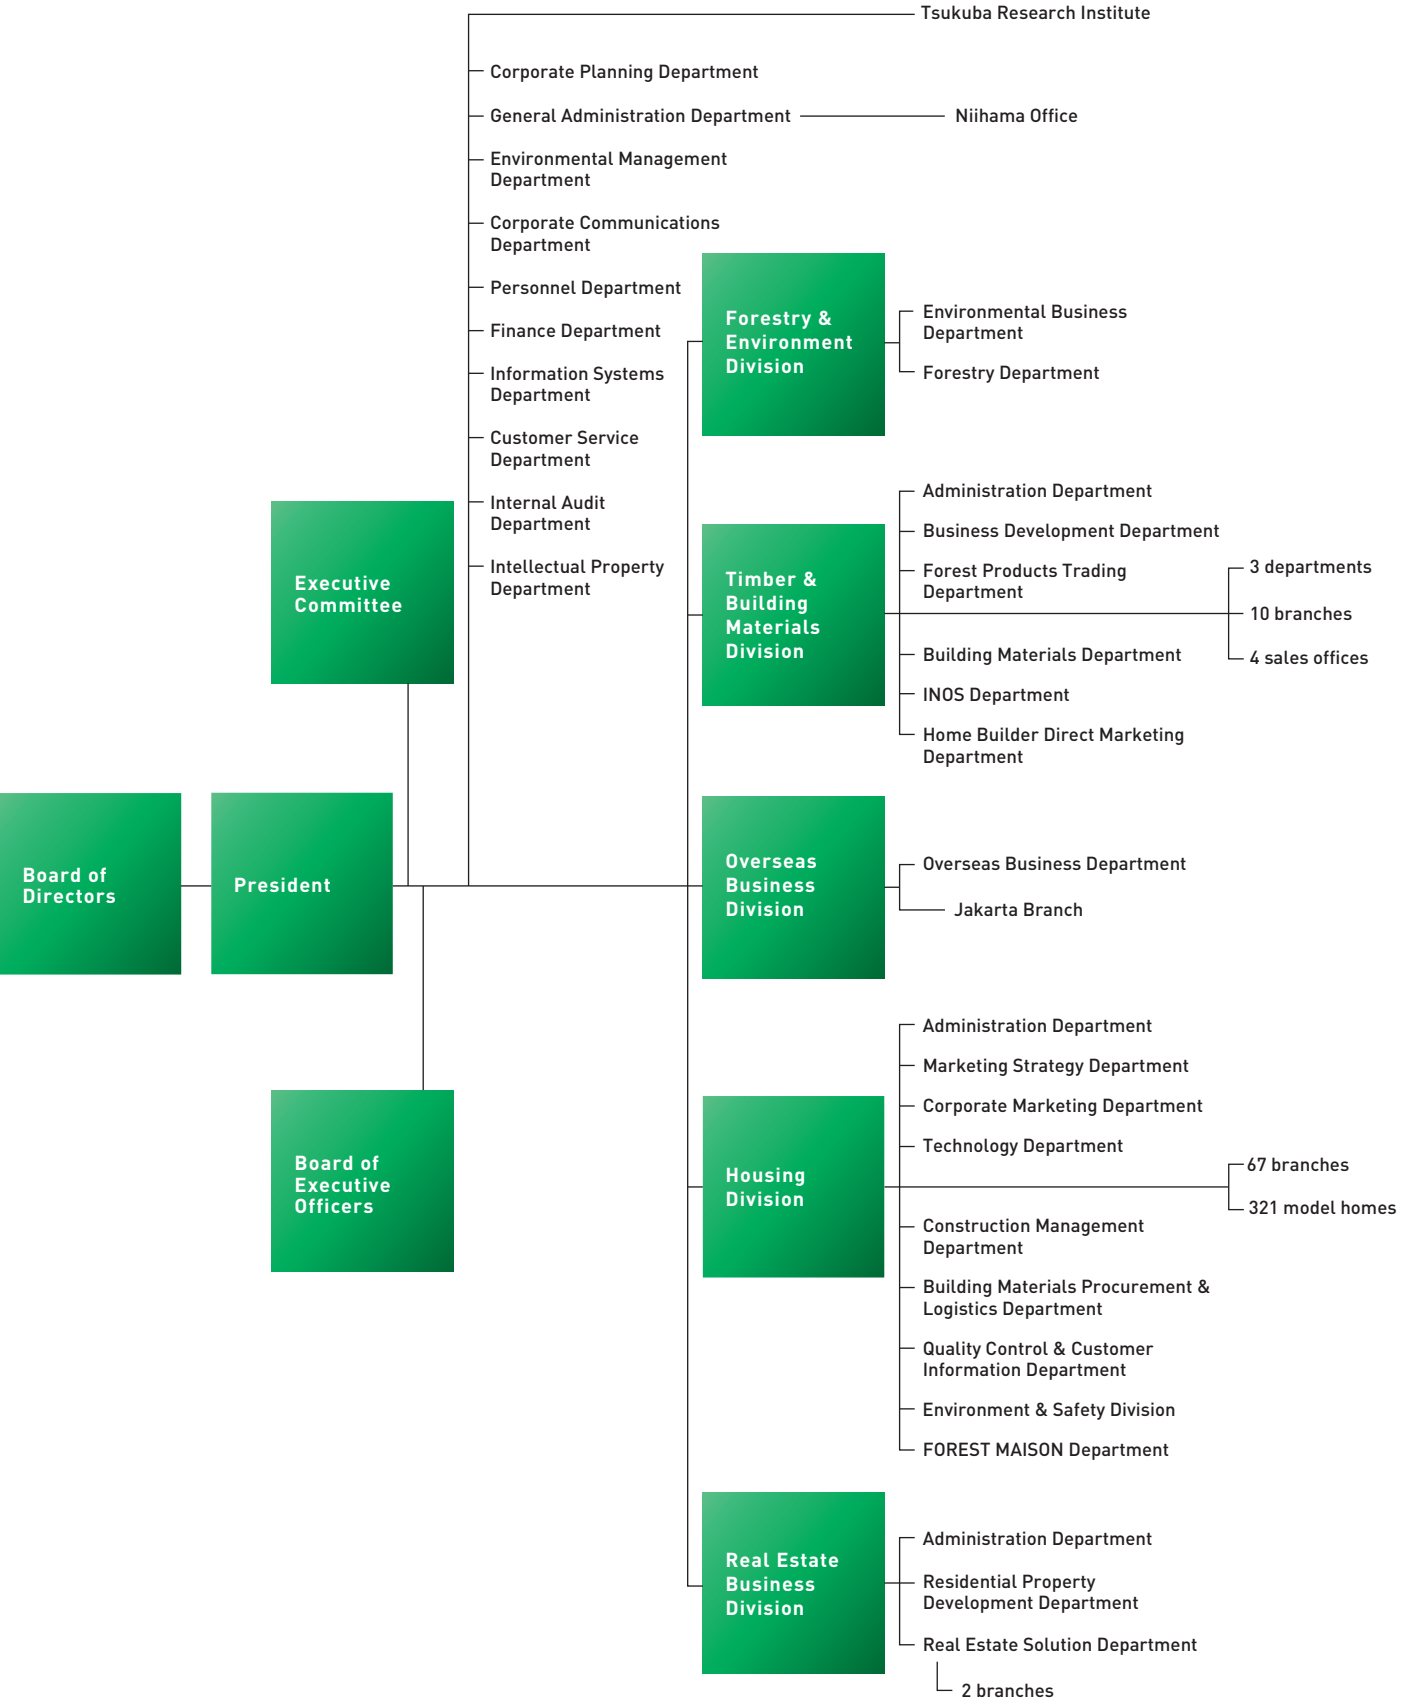 Tsukuba Research Institute
Corporate Planning Department
General Administration Department
Niihama Office
Environmental Management
Department
Corporate Communications
Department
Personnel Department
Finance Department
Information Systems
Department
Customer Service
Department
Internal Audit
Department
Intellectual Property
Department
Executive
Committee
Board of
Directors
President
Board of
Executive
Officers
Forestry &
Environment
Division
Environmental Business
Department
Forestry Department
Timber &
Building
Materials
Division
Administration Department
Business Development Department
Forest Products Trading
Department
3 departments
10 branches
4 sales offices
Building Materials Department
INOS Department
Home Builder Direct Marketing
Department
Overseas
Business
Division
Overseas Business Department
Jakarta Branch
Housing
Division
Administration Department
Marketing Strategy Department
Corporate Marketing Department
Technology Department
67 branches
321 model homes
Construction Management
Department
Building Materials Procurement &
Logistics Department
Quality Control & Customer
Information Department
Environment & Safety Division
FOREST MAISON Department
Real Estate
Business
Division
Administration Department
Residential Property
Development Department
Real Estate Solution Department
2 branches